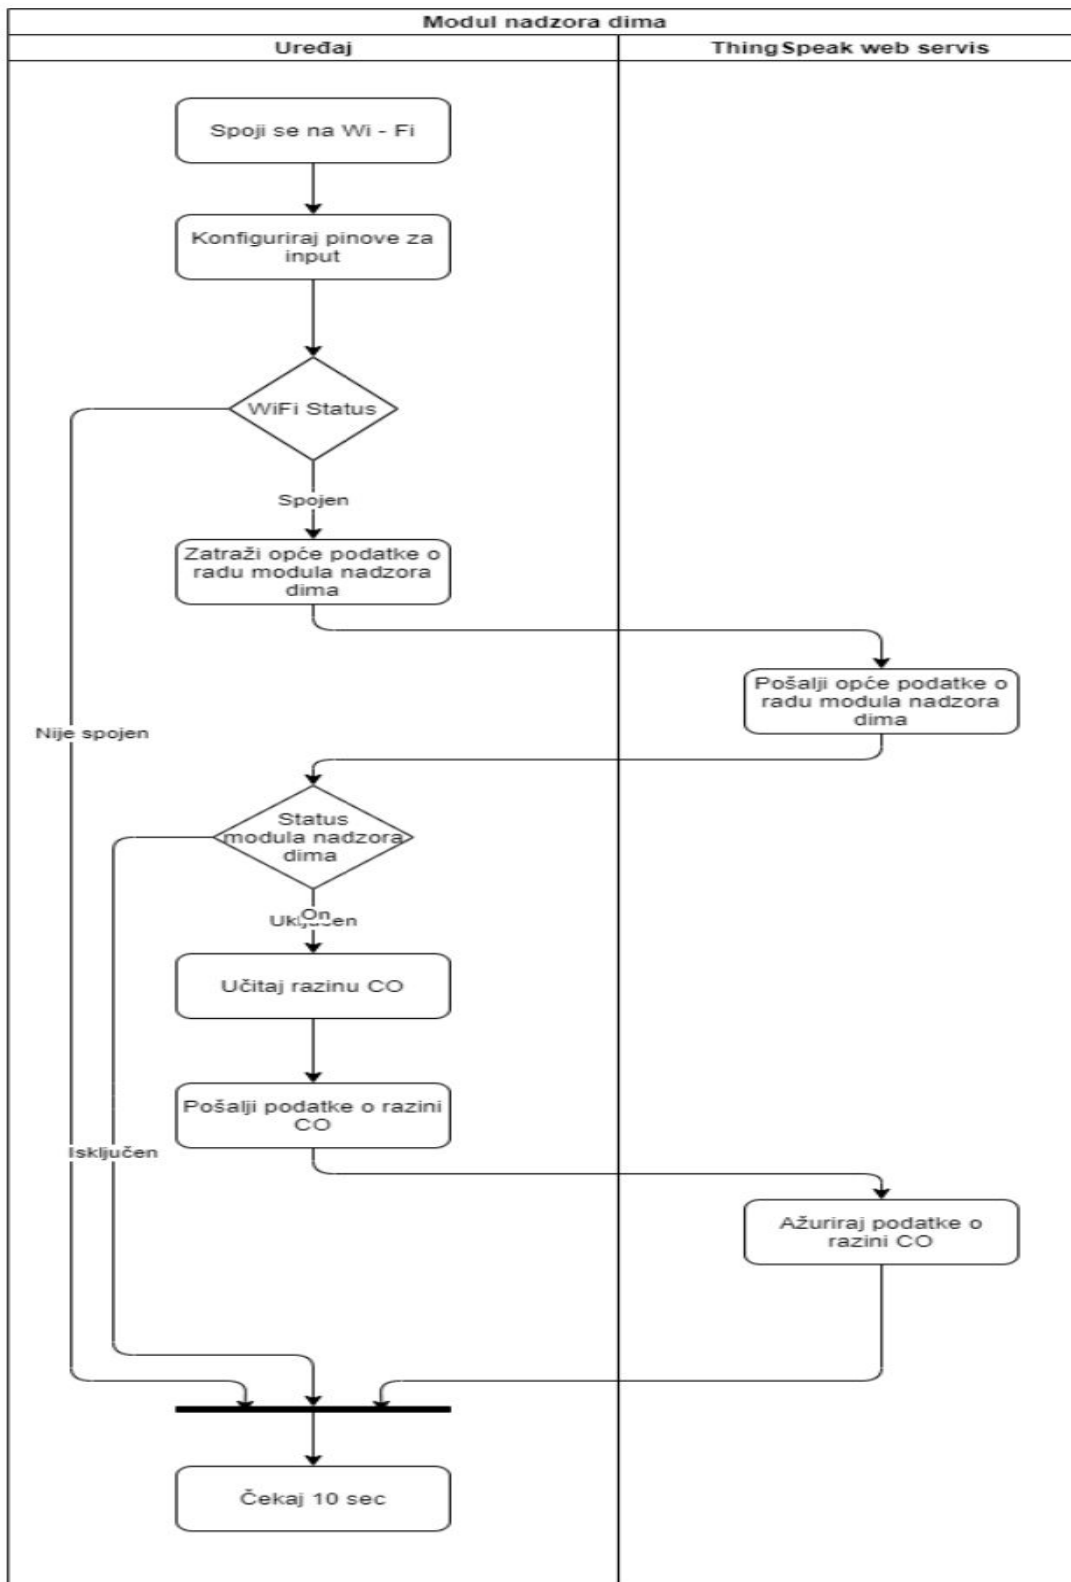 Modul nadzora dima
Uređaj
ThingSpeak web servis
Spoji se na Wi - Fi
Konfiguriraj pinove za
input
WiFi Status
Spojen
Zatraži opće podatke o
radu modula nadzora
dima
Pošalji opće podatke o
radu modula nadzora
dima
Nije spojen
Status
modula nadzora
dima
On
Uključen
Učitaj razinu CO
Pošalji podatke o razini
CO
Isključen
Ažuriraj podatke o
razini CO
Čekaj 10 sec